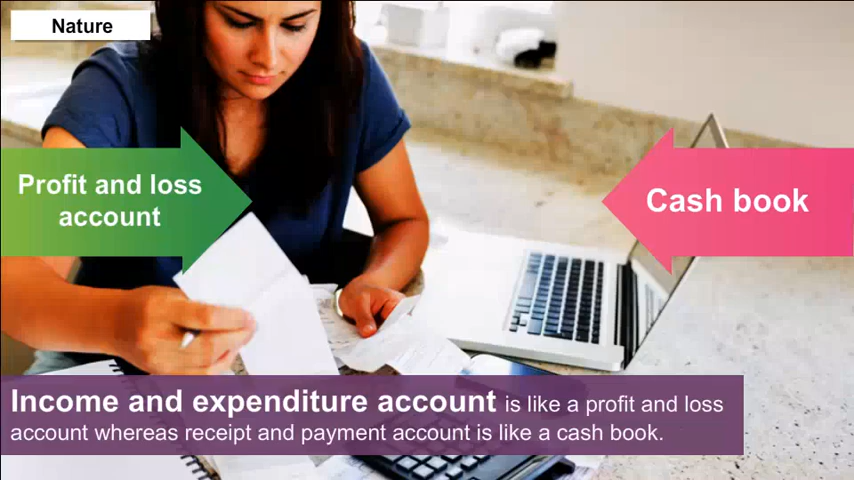 Nature
Profit and loss
account
Cash book
Income and expenditure account is like a profit and loss
account whereas receipt and payment account is like a cash book.